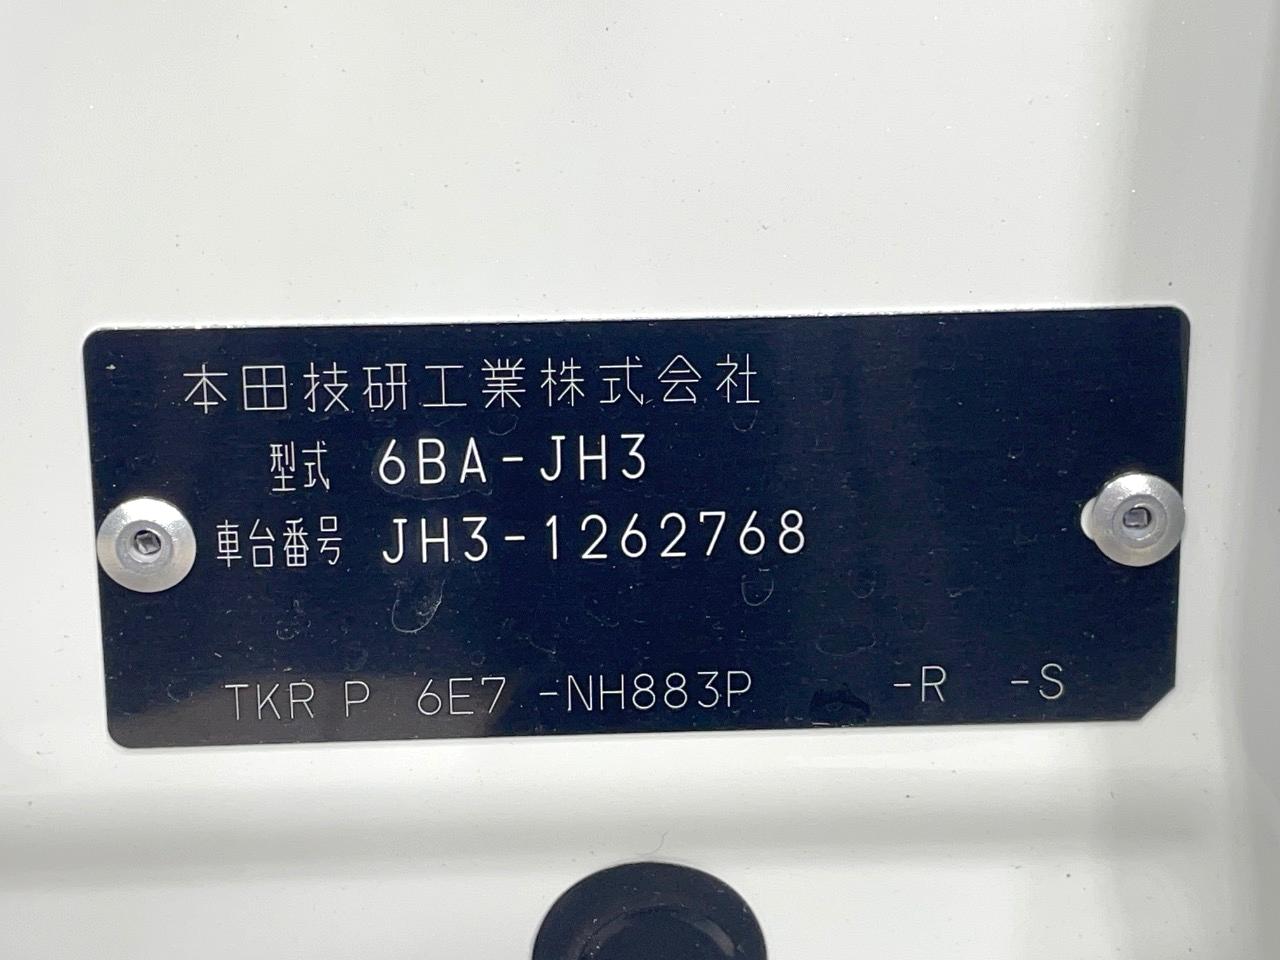 本田技研工業株式会社
型式 6BA-JH3
車台番号 JH3-1262768
TKR P 6E7 -NH883P -R -S